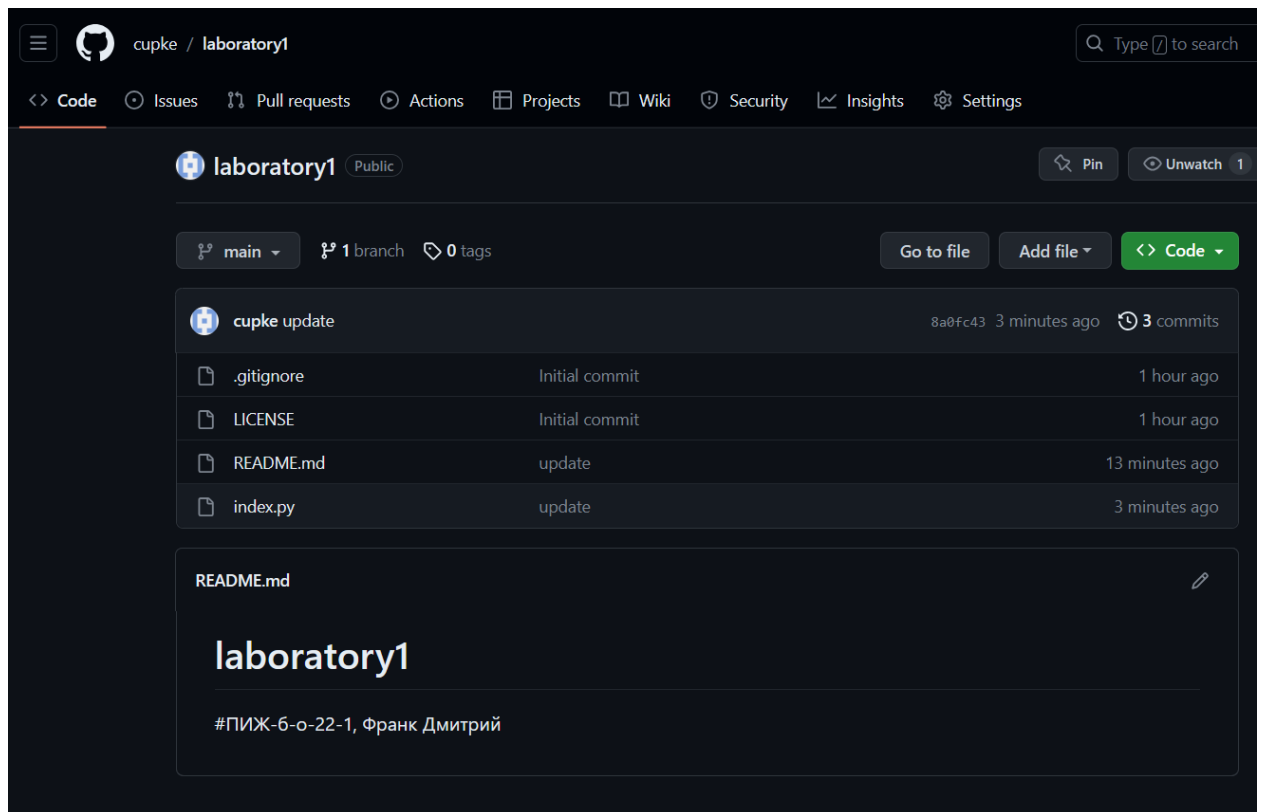 cupke / laboratory1 Type / to search
Code Issues Pull requests Actions Projects Wiki Security Insights Settings
laboratory1 Public Pin Unwatch 1
main 1 branch 0 tags Go to file Add file Code
cupke update 8a0fc43 3 minutes ago 3 commits
.gitignore Initial commit 1 hour ago
LICENSE Initial commit 1 hour ago
README.md update 13 minutes ago
index.py update 3 minutes ago
README.md
laboratory1
#ПИЖ-б-о-22-1, Франк Дмитрий